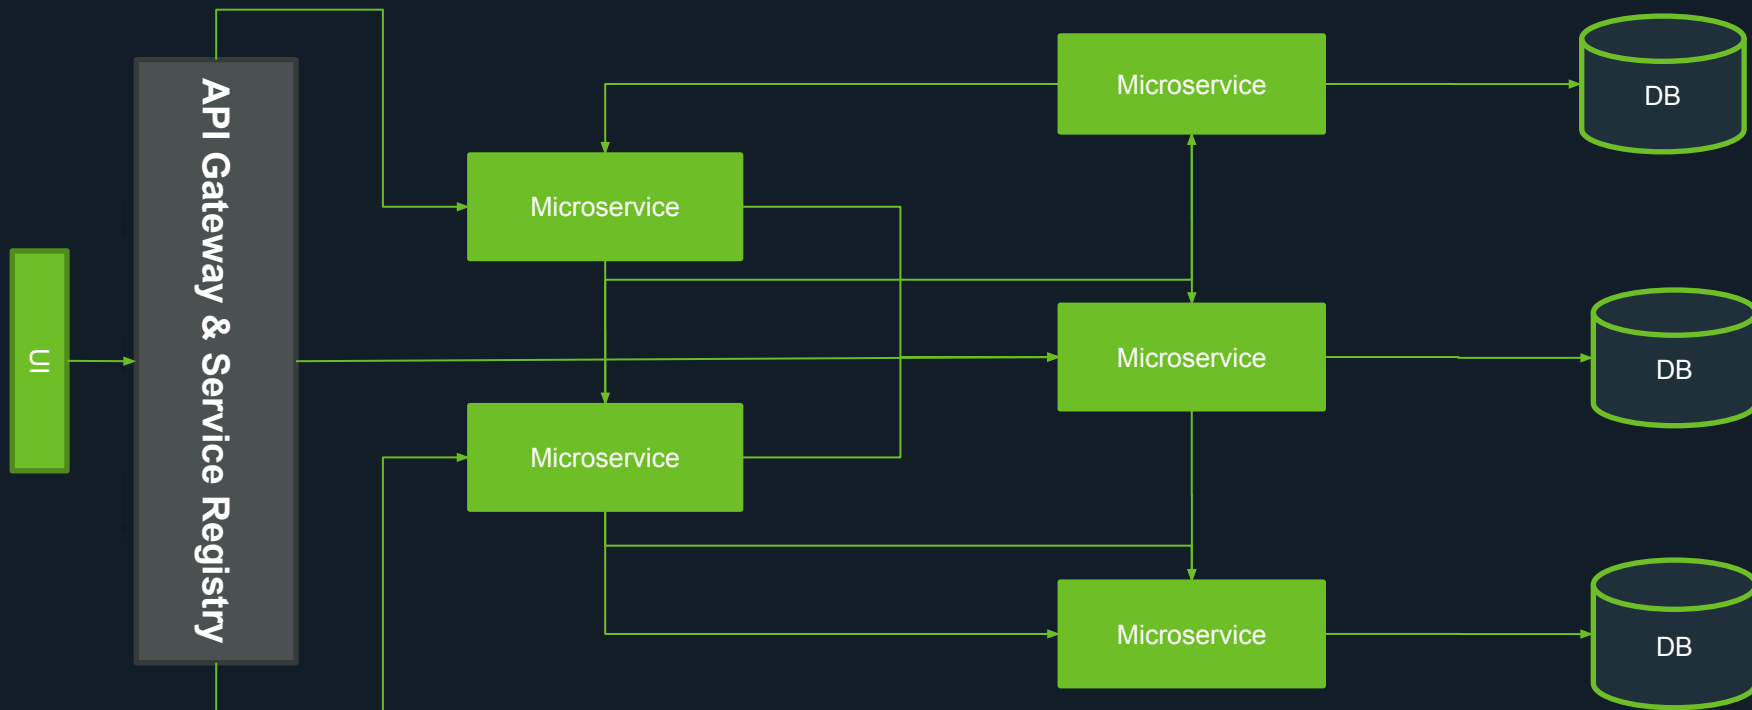 UI
API Gateway & Service Registry
Microservice
Microservice
Microservice
Microservice
Microservice
DB
DB
DB